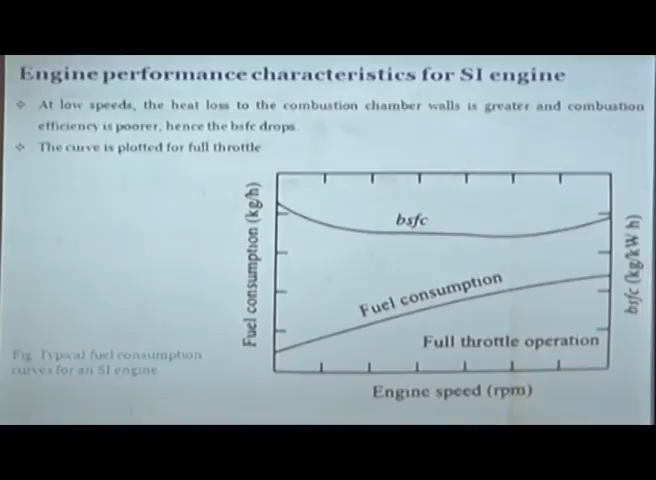 Engine performance characteristics for SI engine
❖ At low speeds, the heat loss to the combustion chamber walls is greater and combustion
efficiency is poorer, hence the bsfc drops
❖ The curve is plotted for full throttle
Fuel consumption (kg/h)
bsfc
Fuel consumption
Full throttle operation
bsfc (kg/kW h)
Engine speed (rpm)
Fig. Typical fuel consumption
curves for an SI engine